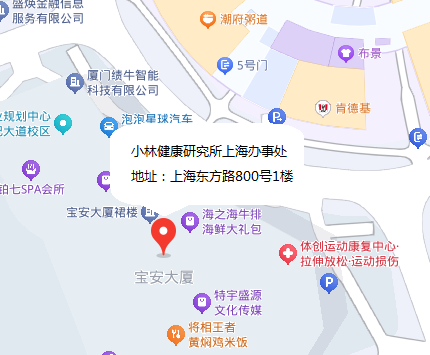 盛焕金融信息
服务有限公司
潮府粥道
布景
5号门
厦门绩牛智能
科技有限公司
肯德基
业规划中心
泡泡星球汽车
大道校区
小林健康研究所上海办事处
地址：上海东方路800号1楼
铂七SPA会所
宝安大厦裙楼
海之海牛排
海鲜大礼包
体创运动康复中心·
拉伸放松·运动损伤
宝安大厦
P
P
P
特宇盛源
文化传媒
将相王者
黄焖鸡米饭